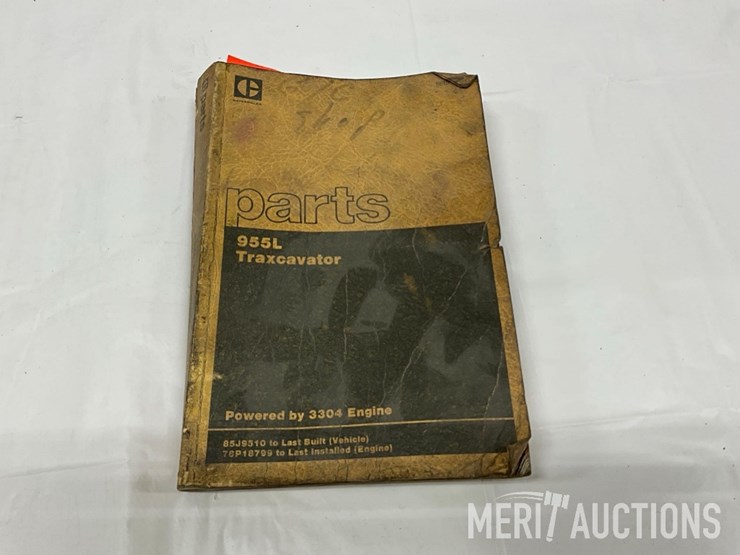 Shop
parts
955L
Traxcavator
Powered by 3304 Engine
85J9510 to Last Built (Vehicle)
78P18799 to Last Installed (Engine)
MERIT AUCTIONS